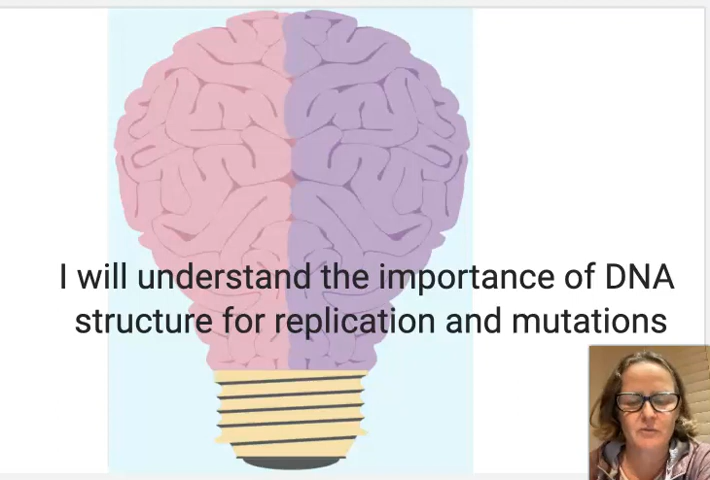 I will understand the importance of DNA
structure for replication and mutations